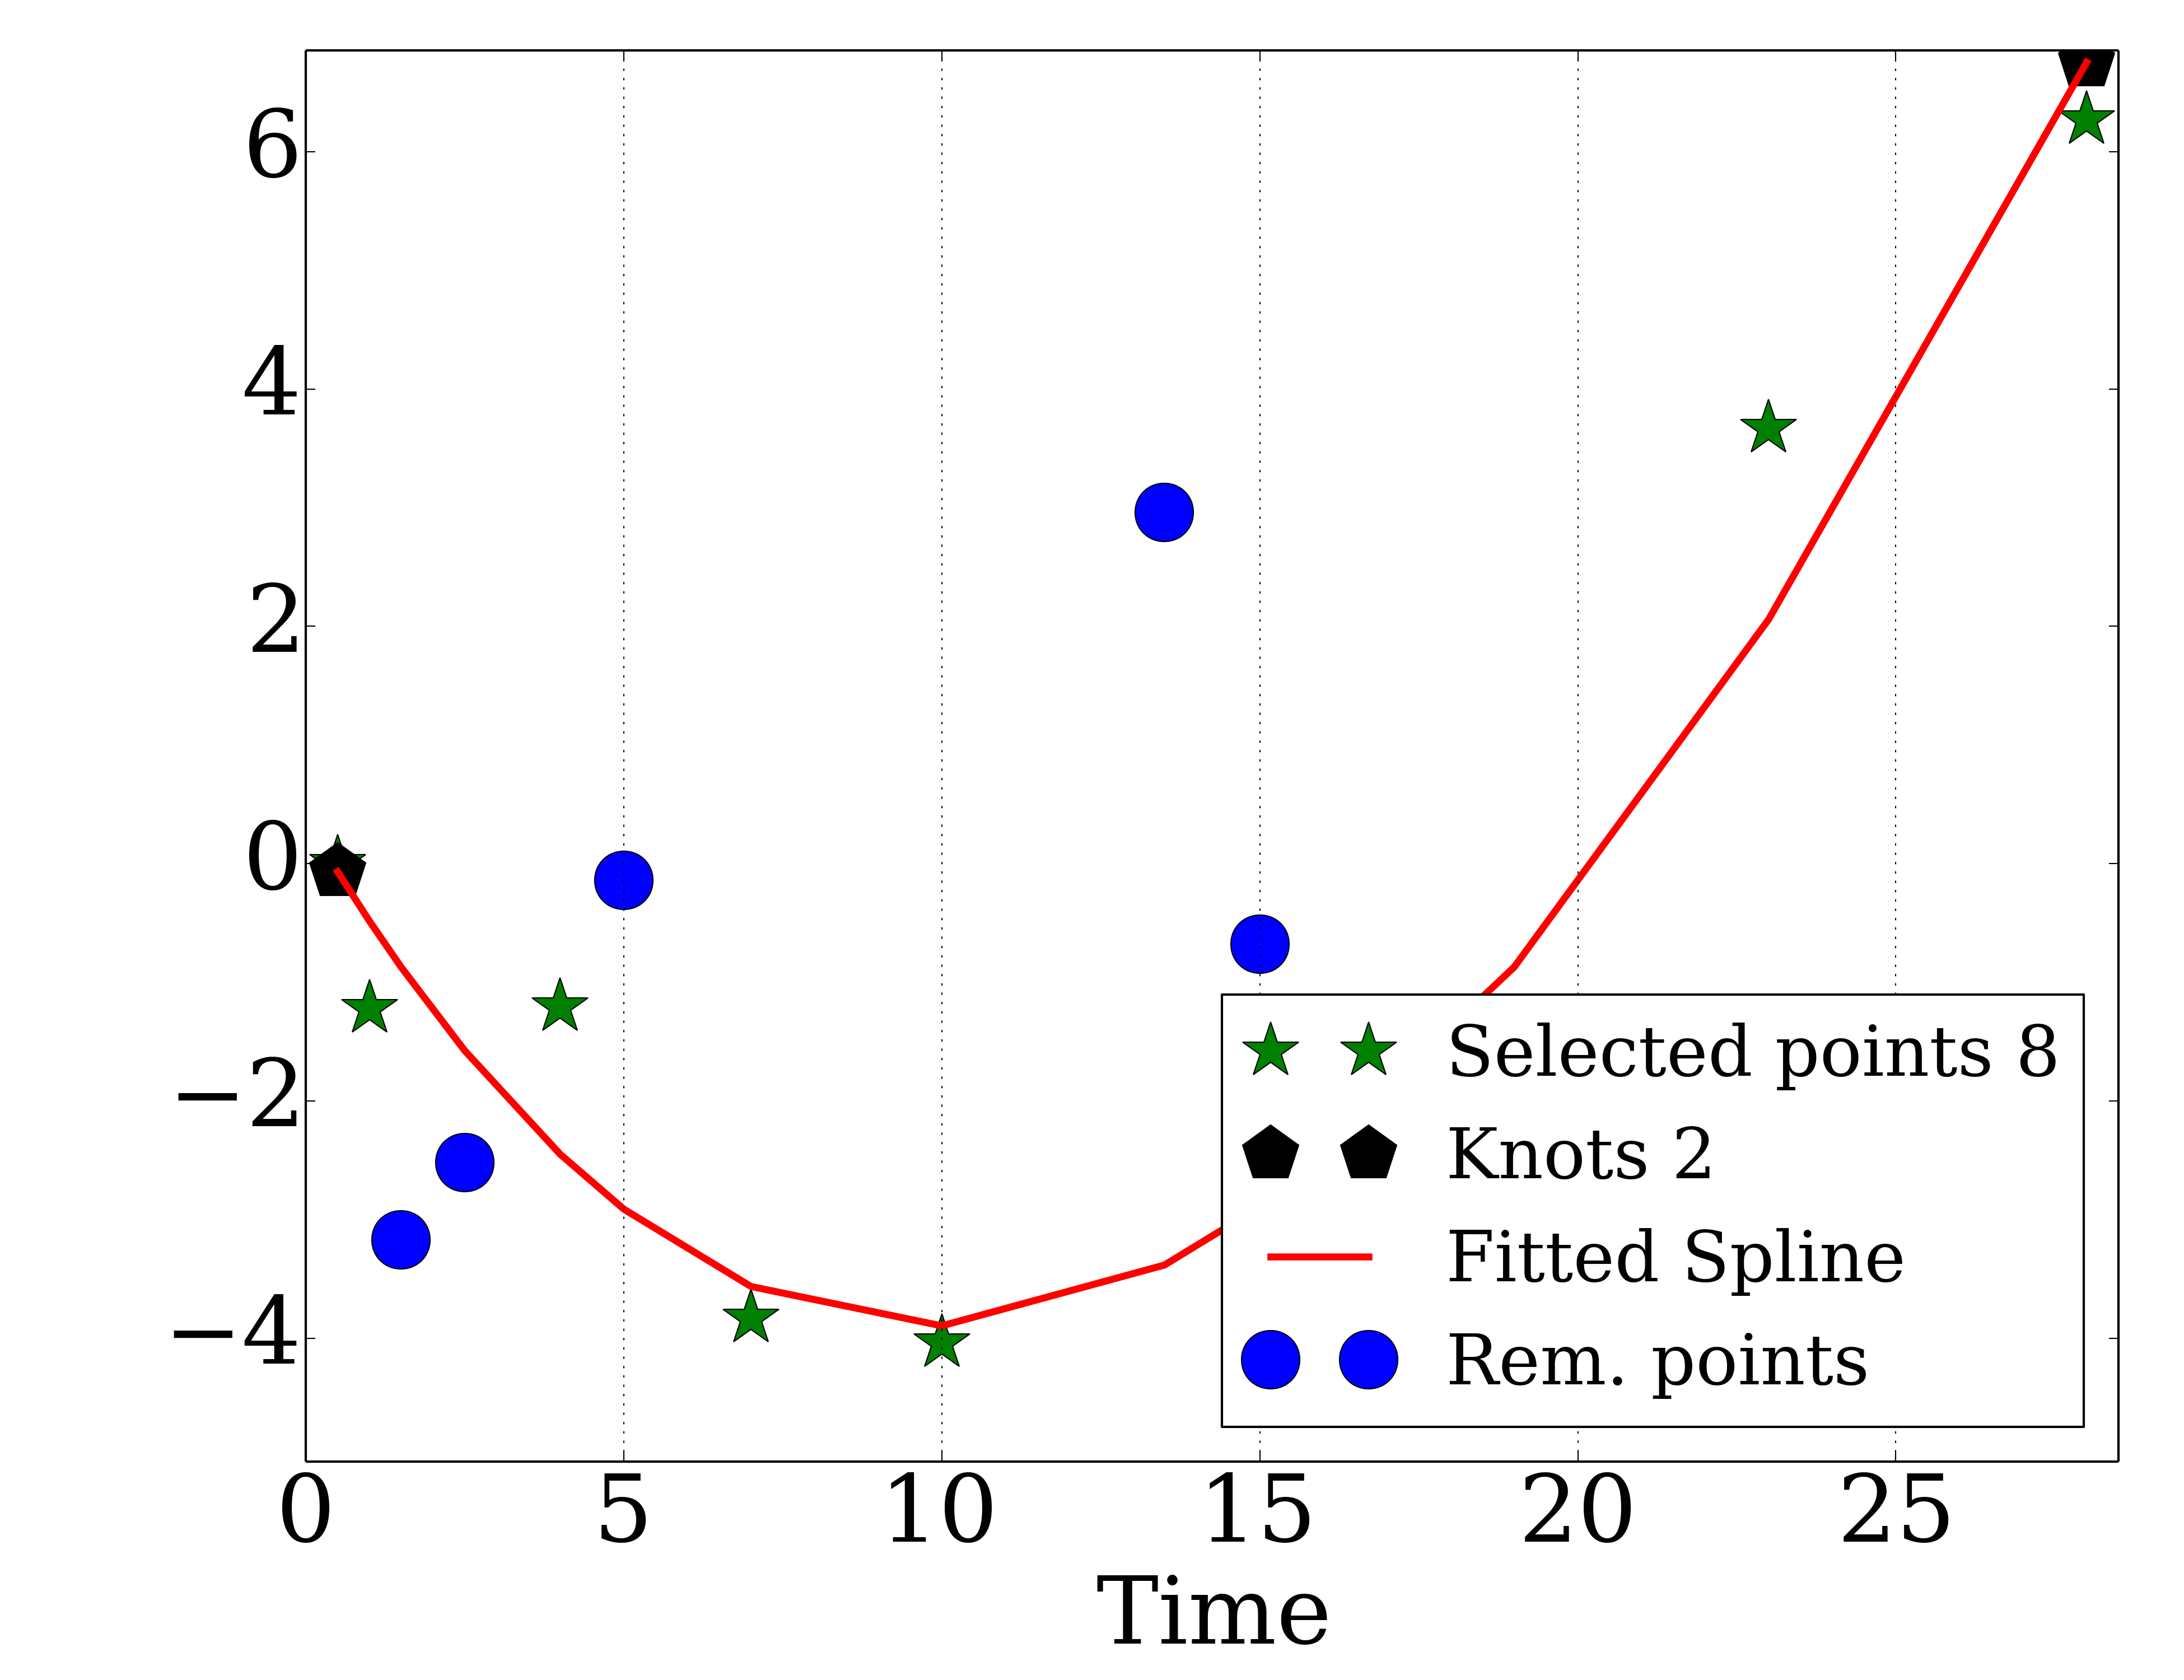 6
4
2
0
−2
−4
Selected points 8
Knots 2
Fitted Spline
Rem. points
0 5 10 15 20 25
Time